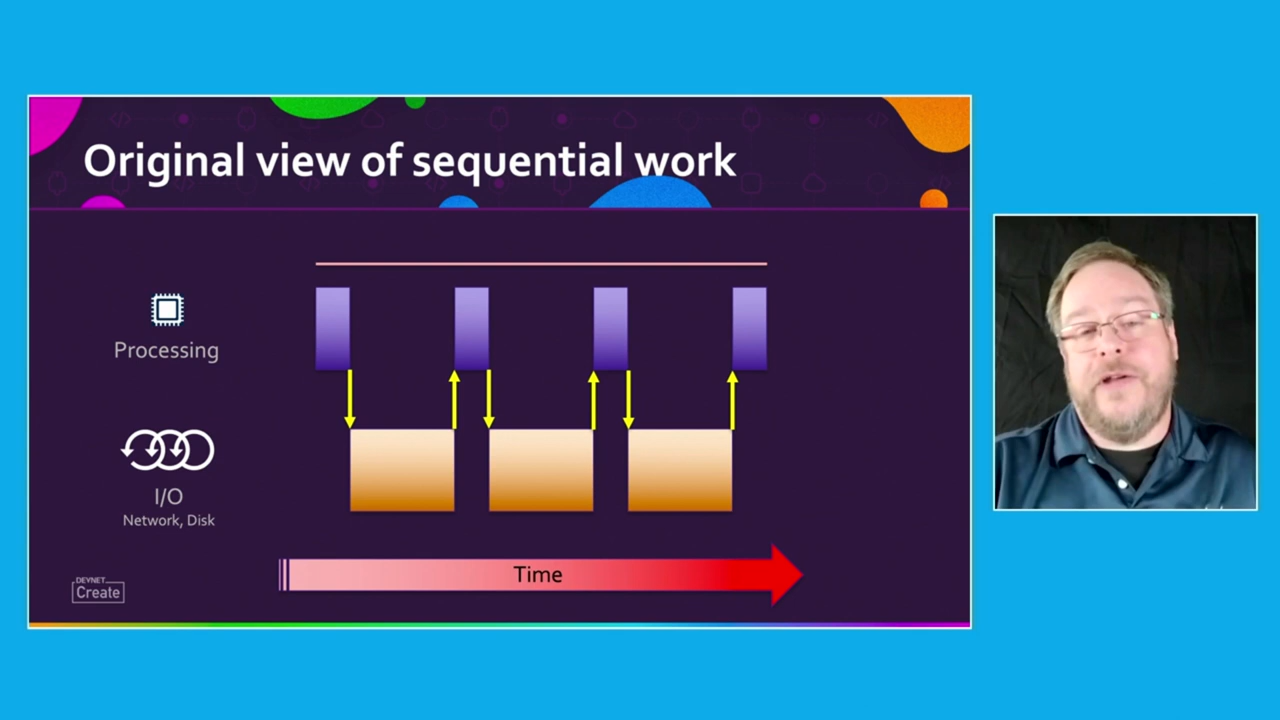 Original view of sequential work
Processing
I/O
Network, Disk
Time
DEVNET
Create